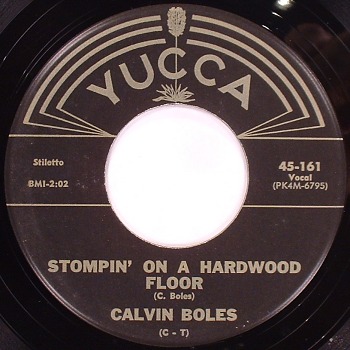 YUCCA
Stiletto
BMI-2:02
45-161
Vocal
(PK4M-6795)
STOMPIN' ON A HARDWOOD
FLOOR
(C. Boles)
CALVIN BOLES
(C - T)